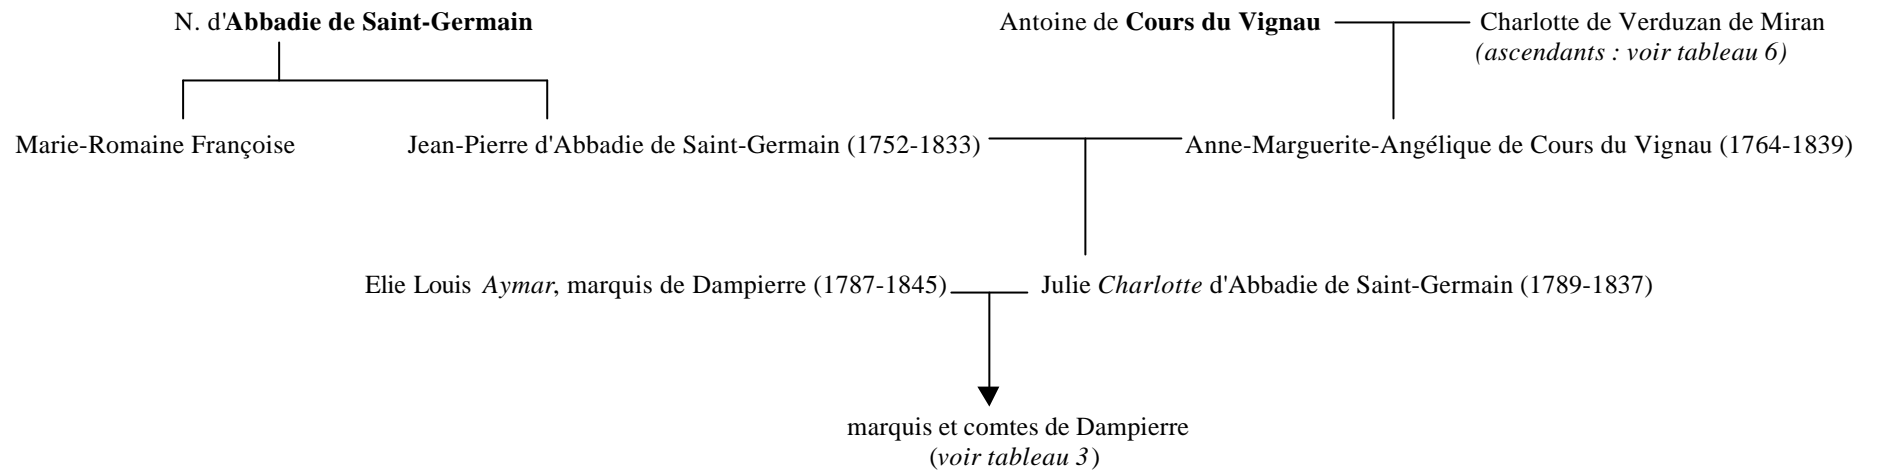 N. d'Abbadie de Saint-Germain
Antoine de Cours du Vignau
Charlotte de Verduzan de Miran
(ascendants : voir tableau 6)
Marie-Romaine Françoise
Jean-Pierre d'Abbadie de Saint-Germain (1752-1833)
Anne-Marguerite-Angélique de Cours du Vignau (1764-1839)
Elie Louis Aymar, marquis de Dampierre (1787-1845)
Julie Charlotte d'Abbadie de Saint-Germain (1789-1837)
marquis et comtes de Dampierre
(voir tableau 3)